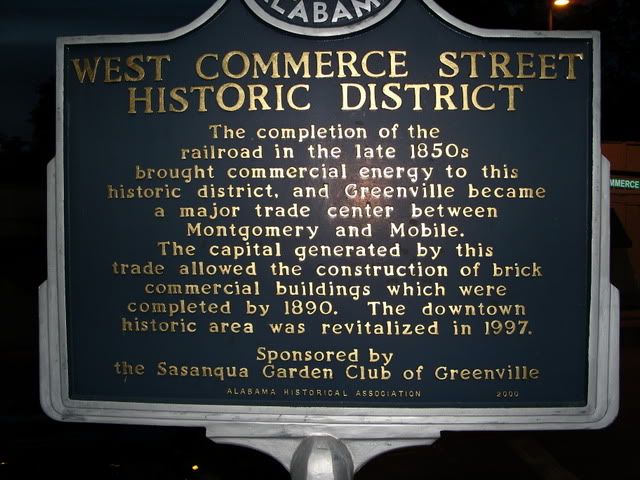 ALABAMA
WEST COMMERCE STREET
HISTORIC DISTRICT
The completion of the
railroad in the late 1850s
brought commercial energy to this
historic district, and Greenville became
a major trade center between
Montgomery and Mobile.
The capital generated by this
trade allowed the construction of brick
commercial buildings which were
completed by 1890. The downtown
historic area was revitalized in 1997.
Sponsored by
the Sasanqua Garden Club of Greenville
ALABAMA HISTORICAL ASSOCIATION 2000
MMERCE